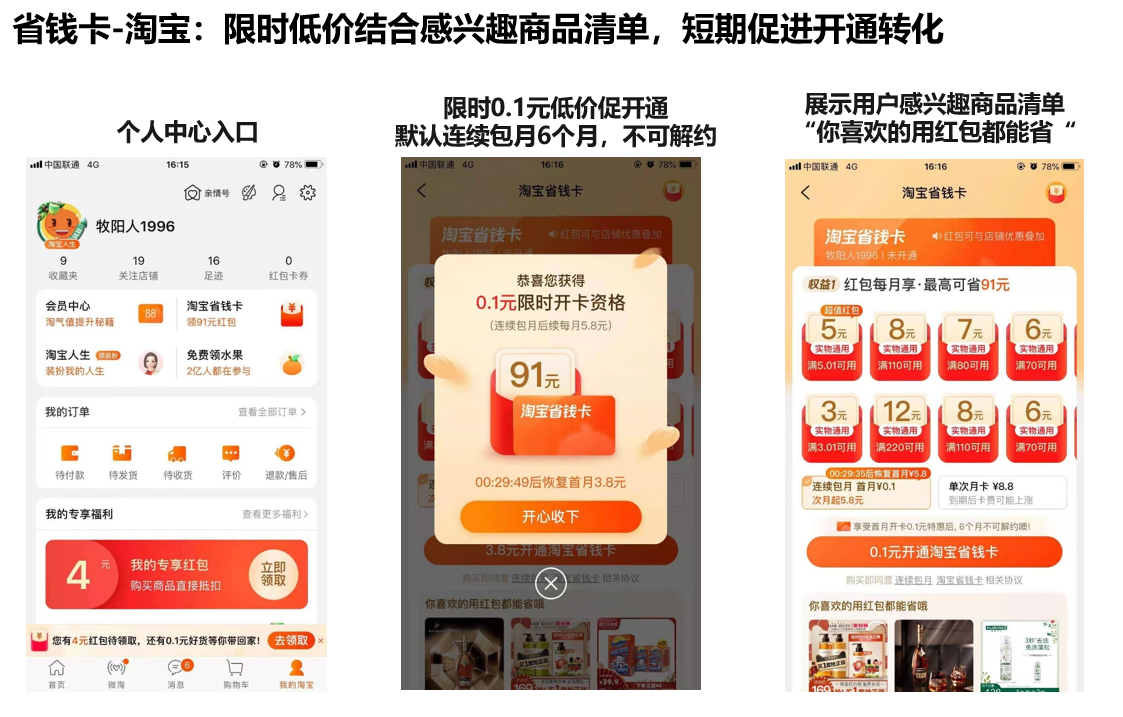 省钱卡-淘宝：限时低价结合感兴趣商品清单，短期促进开通转化
个人中心入口
中国联通 4G 16:15 78%
亲情号
牧阳人1996
淘宝人生
9 19 16 0
收藏夹 关注店铺 足迹 红包卡券
会员中心 淘宝省钱卡
淘气值提升秘籍 88 领91元红包
淘宝人生 领装扮 免费领水果
装扮我的人生 2亿人都在参与
我的订单 查看全部订单
待付款 待发货 待收货 评价 退款/售后
我的专享福利 查看更多福利
4元 我的专享红包 立即
购买商品直接抵扣 领取
您有4元红包待领取，还有0.1元好货等你带回家！ 去领取 ×
6
首页 微淘 消息 购物车 我的淘宝
限时0.1元低价促开通
默认连续包月6个月，不可解约
中国联通 4G 16:16 78%
淘宝省钱卡
淘宝省钱卡 红包可与店铺优惠叠加
恭喜您获得
0.1元限时开卡资格
(连续包月后续每月5.8元)
91元
淘宝省钱卡
00:29:49后恢复首月3.8元
开心收下
3.8元开通淘宝省钱卡
购买即同意 连续包月 淘宝省钱卡 相关协议
你喜欢的用红包都能省哦
169
¥39.9
展示用户感兴趣商品清单
“你喜欢的用红包都能省 “
中国联通 4G 16:16 78%
淘宝省钱卡
淘宝省钱卡 红包可与店铺优惠叠加
牧阳人1996 | 未开通
权益1 红包每月享·最高可省91元
超值红包
5元 8元 7元 6元
实物通用 实物通用 实物通用 实物通用
满5.01可用 满110可用 满80可用 满70可用
3元 12元 8元 6元
实物通用 实物通用 实物通用 实物通用
满3.01可用 满220可用 满110可用 满70可用
00:29:35后恢复首月¥5.8
连续包月 首月¥0.1 单次月卡 ¥8.8
次月起5.8元 到期后卡费可能上涨
享受首月开卡0.1元特惠后, 6个月不可解约噢!
0.1元开通淘宝省钱卡
购买即同意 连续包月 淘宝省钱卡 相关协议
你喜欢的用红包都能省哦
3秒去油
免洗蓬松
169